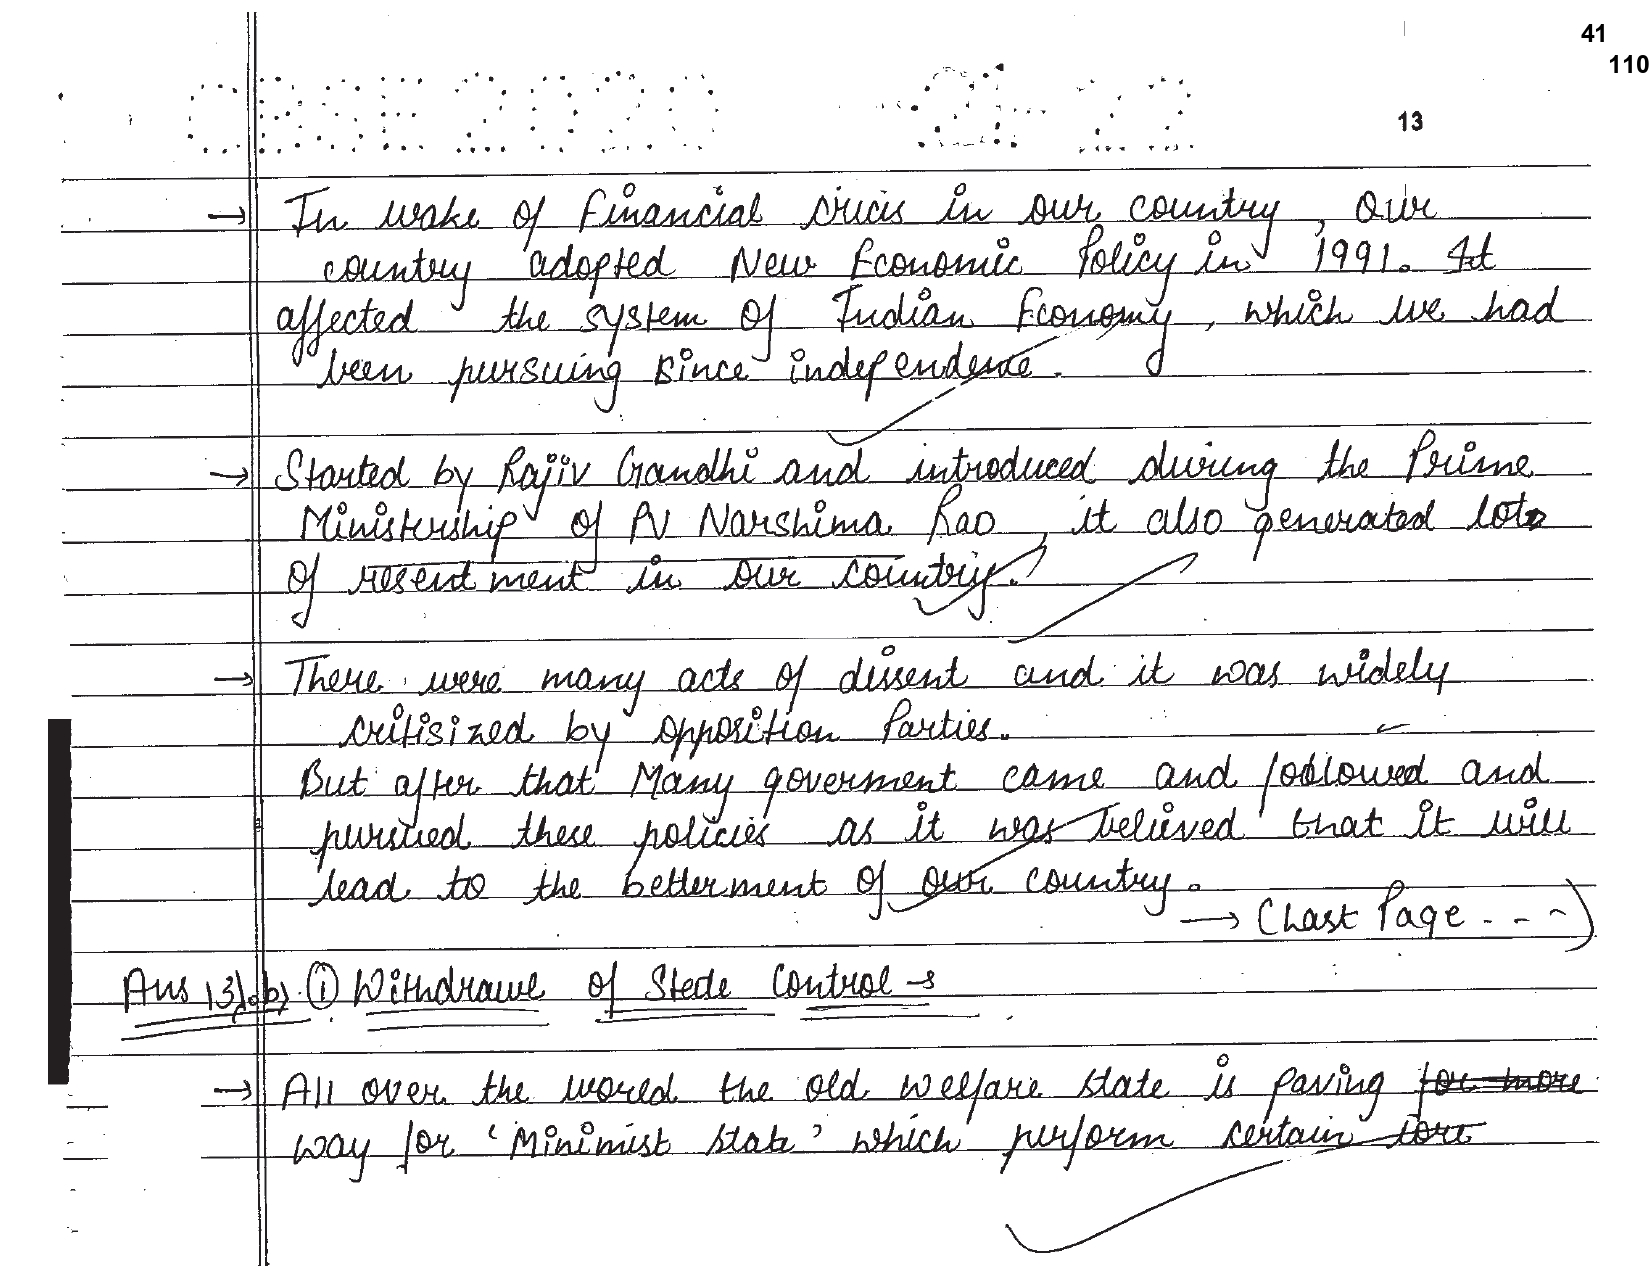 41
110
CBSE 2020 22
13
→ In wake of financial cricis in our country, our
country adopted New Economic Policy in 1991. It
affected the system of Indian Economy, which we had
been pursuing since independence.
→ Started by Rajiv Gandhi and introduced during the Prime
Ministership of PV Narshima Rao, it also generated lots
of resentment in our country.
→ There were many acts of dissent and it was widely
critisized by opposition Parties.
But after that Many goverment came and followed and
pursued these policies as it was believed that it will
lead to the betterment of our country.
→ (Last Page - - -)
Ans 13).b) (i) Withdrawe of Stede Control →
→ All over the world the old welfare state is paving for more
way for 'Minimist state' which perform certain